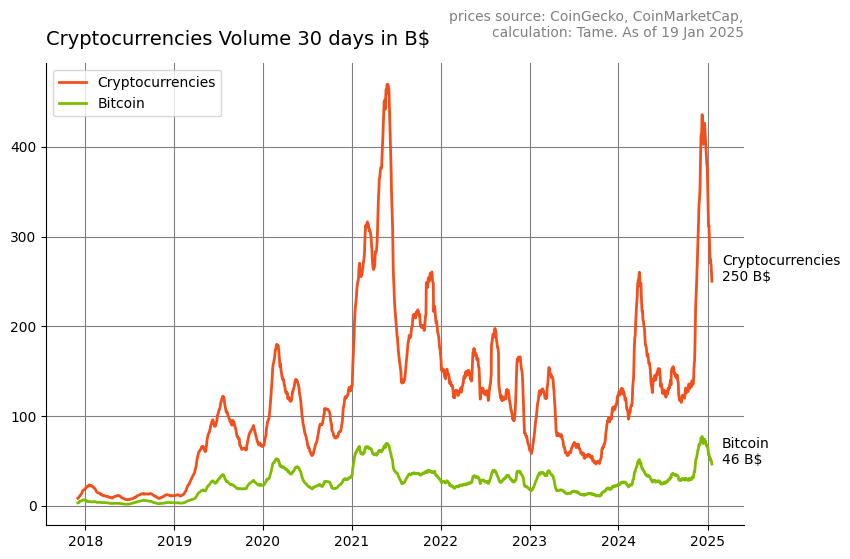 prices source: CoinGecko, CoinMarketCap,
calculation: Tame. As of 19 Jan 2025
Cryptocurrencies Volume 30 days in B$
Cryptocurrencies
Bitcoin
400
300
200
100
0
Cryptocurrencies
250 B$
Bitcoin
46 B$
2018 2019 2020 2021 2022 2023 2024 2025